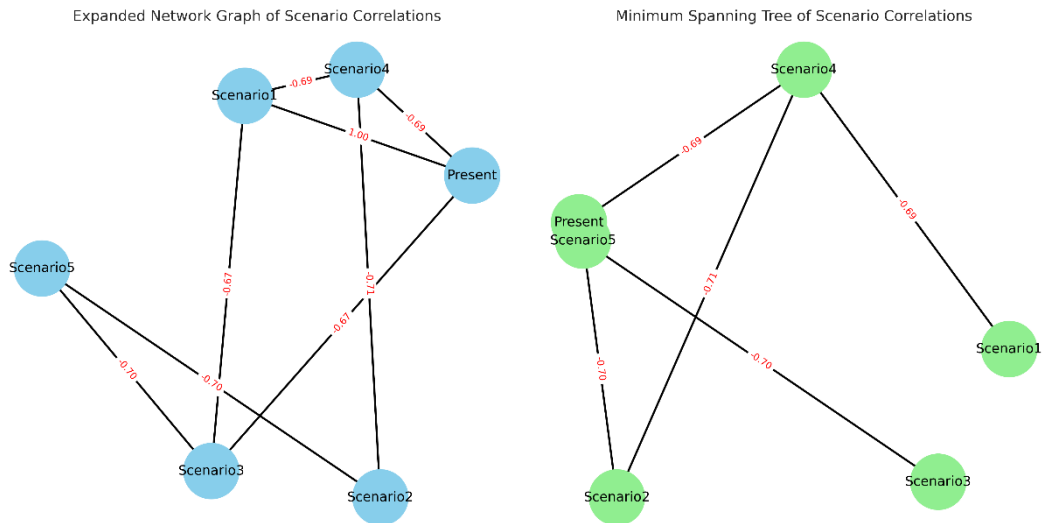 Expanded Network Graph of Scenario Correlations
Scenario4
Scenario1
-0.69
-0.69
1.00
Present
Scenario5
-0.67
-0.71
-0.67
-0.70
-0.70
Scenario3
Scenario2
Minimum Spanning Tree of Scenario Correlations
Scenario4
-0.69
-0.69
Present
Scenario5
-0.71
Scenario1
-0.70
-0.70
Scenario3
Scenario2